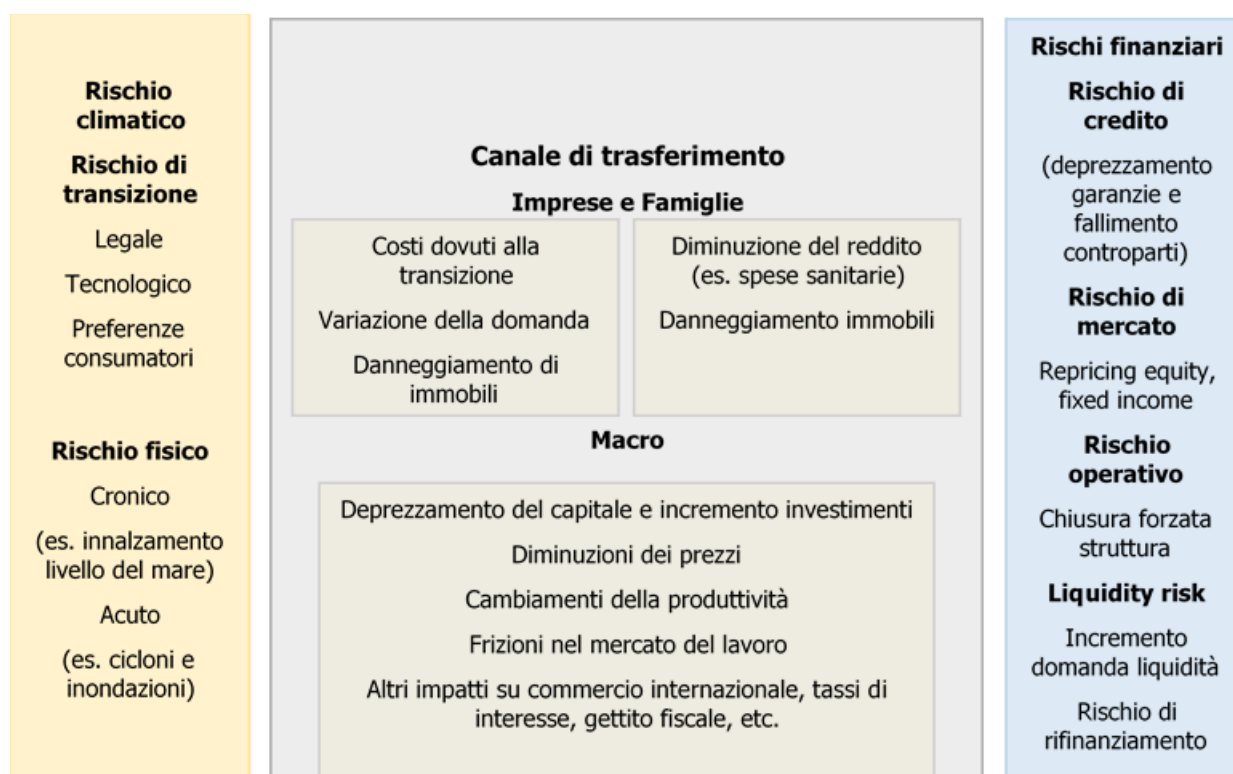 Rischio
climatico
Rischio di
transizione
Legale
Tecnologico
Preferenze
consumatori
Rischio fisico
Cronico
(es. innalzamento
livello del mare)
Acuto
(es. cicloni e
inondazioni)
Canale di trasferimento
Imprese e Famiglie
Costi dovuti alla
transizione
Variazione della domanda
Danneggiamento di
immobili
Diminuzione del reddito
(es. spese sanitarie)
Danneggiamento immobili
Macro
Deprezzamento del capitale e incremento investimenti
Diminuzioni dei prezzi
Cambiamenti della produttività
Frizioni nel mercato del lavoro
Altri impatti su commercio internazionale, tassi di
interesse, gettito fiscale, etc.
Rischi finanziari
Rischio di
credito
(deprezzamento
garanzie e
fallimento
controparti)
Rischio di
mercato
Repricing equity,
fixed income
Rischio
operativo
Chiusura forzata
struttura
Liquidity risk
Incremento
domanda liquidità
Rischio di
rifinanziamento